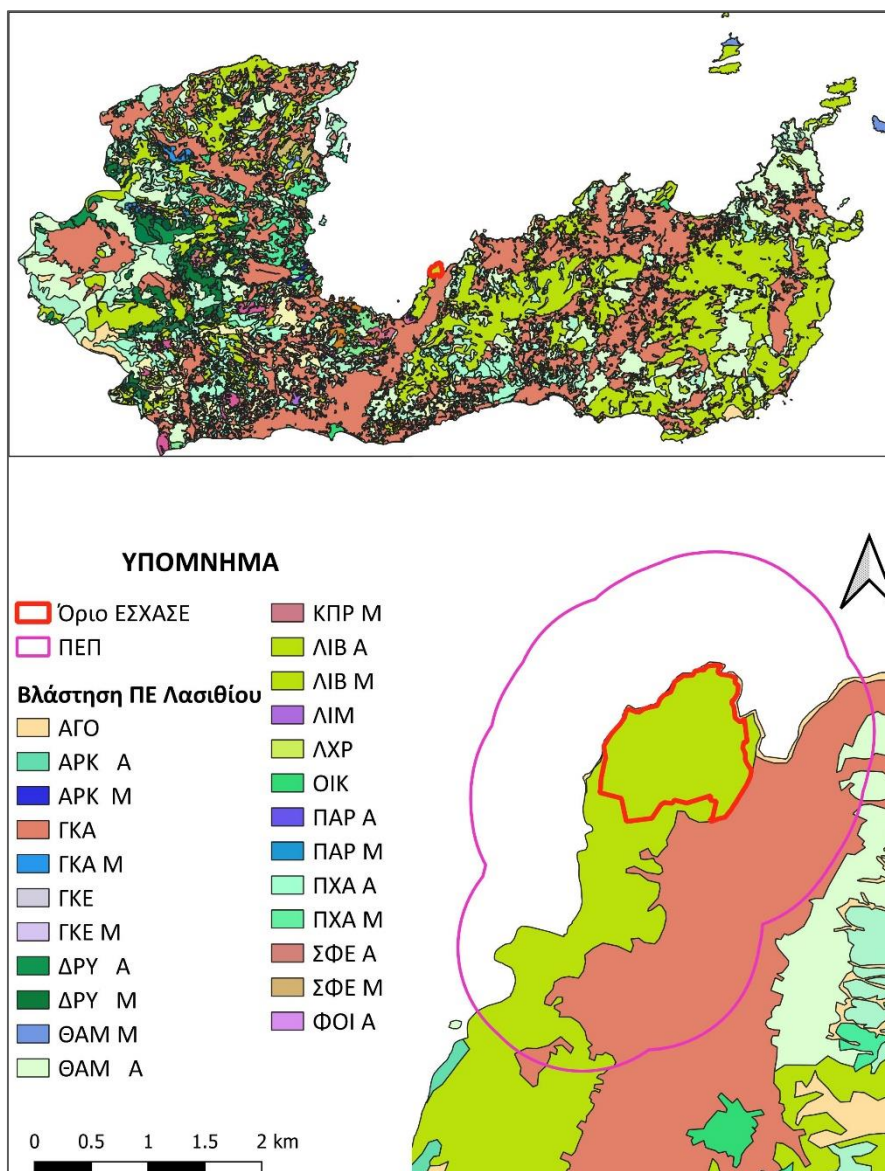 ΥΠΟΜΝΗΜΑ
Όριο ΕΣΧΑΣΕ
ΠΕΠ
Βλάστηση ΠΕ Λασιθίου
ΑΓΟ
ΑΡΚ Α
ΑΡΚ Μ
ΓΚΑ
ΓΚΑ Μ
ΓΚΕ
ΓΚΕ Μ
ΔΡΥ Α
ΔΡΥ Μ
ΘΑΜ Μ
ΘΑΜ Α
ΚΠΡ Μ
ΛΙΒ Α
ΛΙΒ Μ
ΛΙΜ
ΛΧΡ
ΟΙΚ
ΠΑΡ Α
ΠΑΡ Μ
ΠΧΑ Α
ΠΧΑ Μ
ΣΦΕ Α
ΣΦΕ Μ
ΦΟΙ Α
0 0.5 1 1.5 2 km